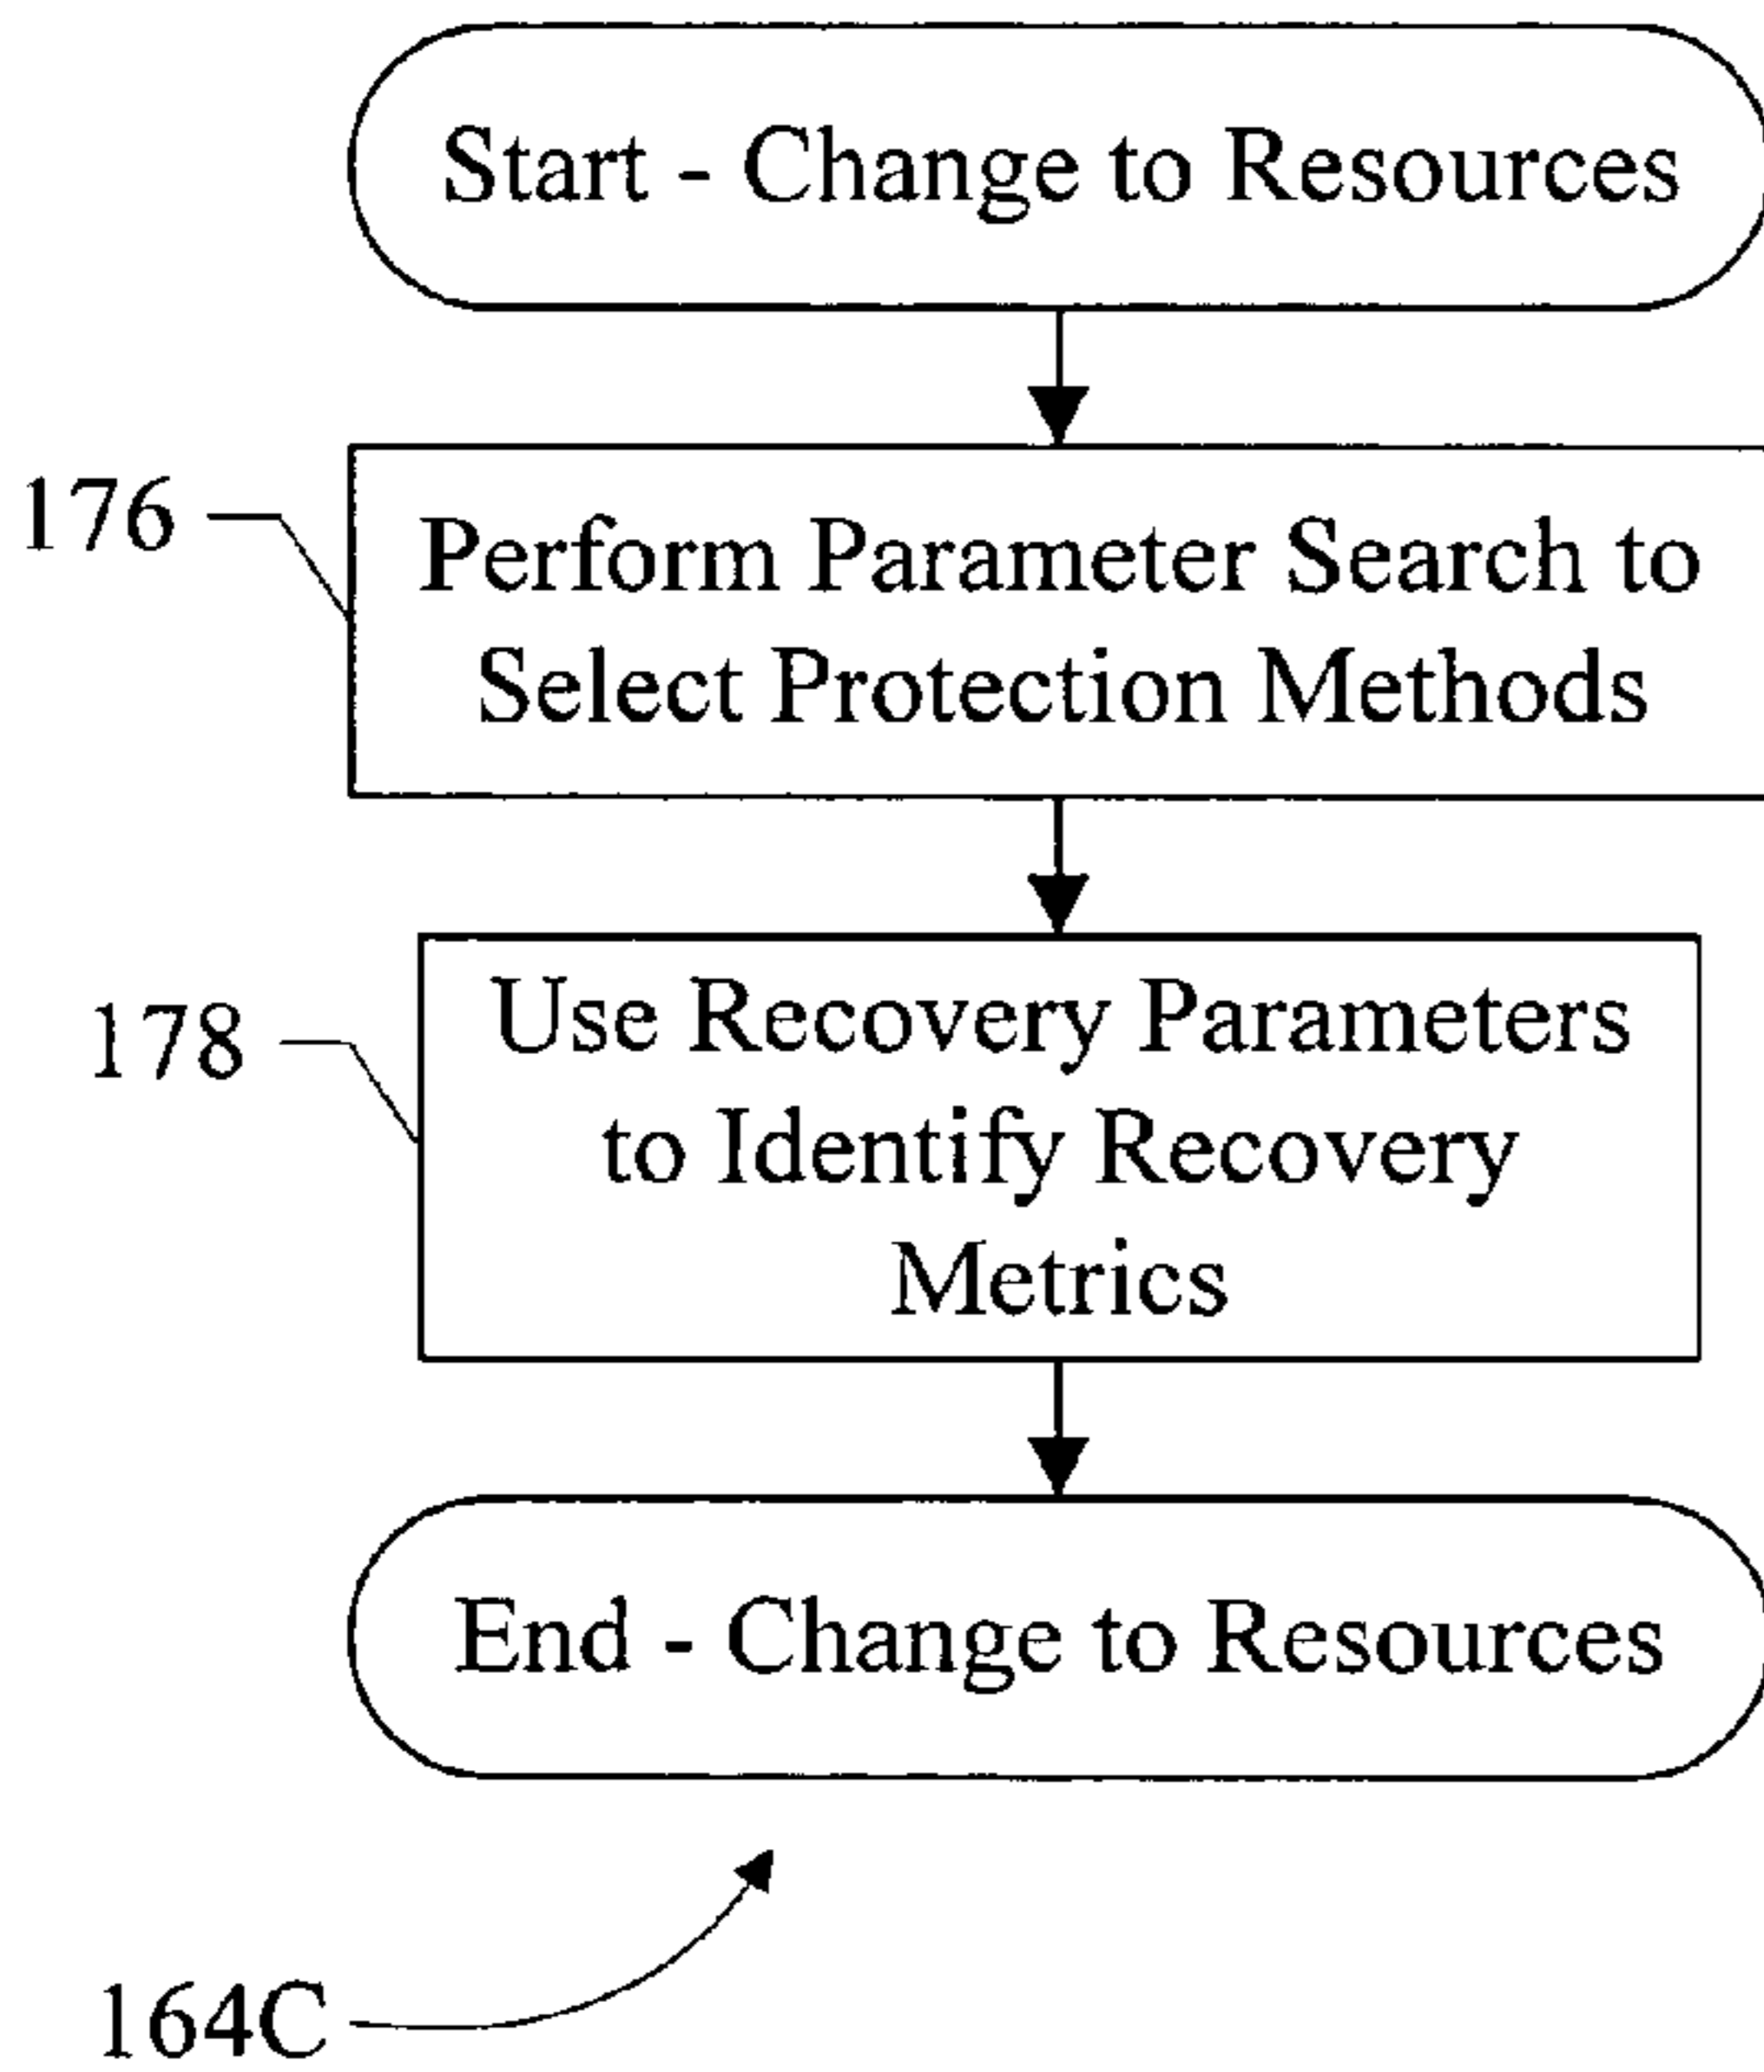 Start - Change to Resources
176
Perform Parameter Search to
Select Protection Methods
178
Use Recovery Parameters
to Identify Recovery
Metrics
End - Change to Resources
164C